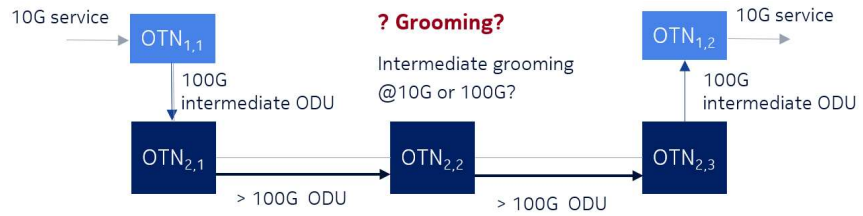 10G service
OTN1,1
? Grooming?
OTN1,2
10G service
100G
intermediate ODU
Intermediate grooming
@10G or 100G?
100G
intermediate ODU
OTN2,1
OTN2,2
OTN2,3
> 100G ODU
> 100G ODU